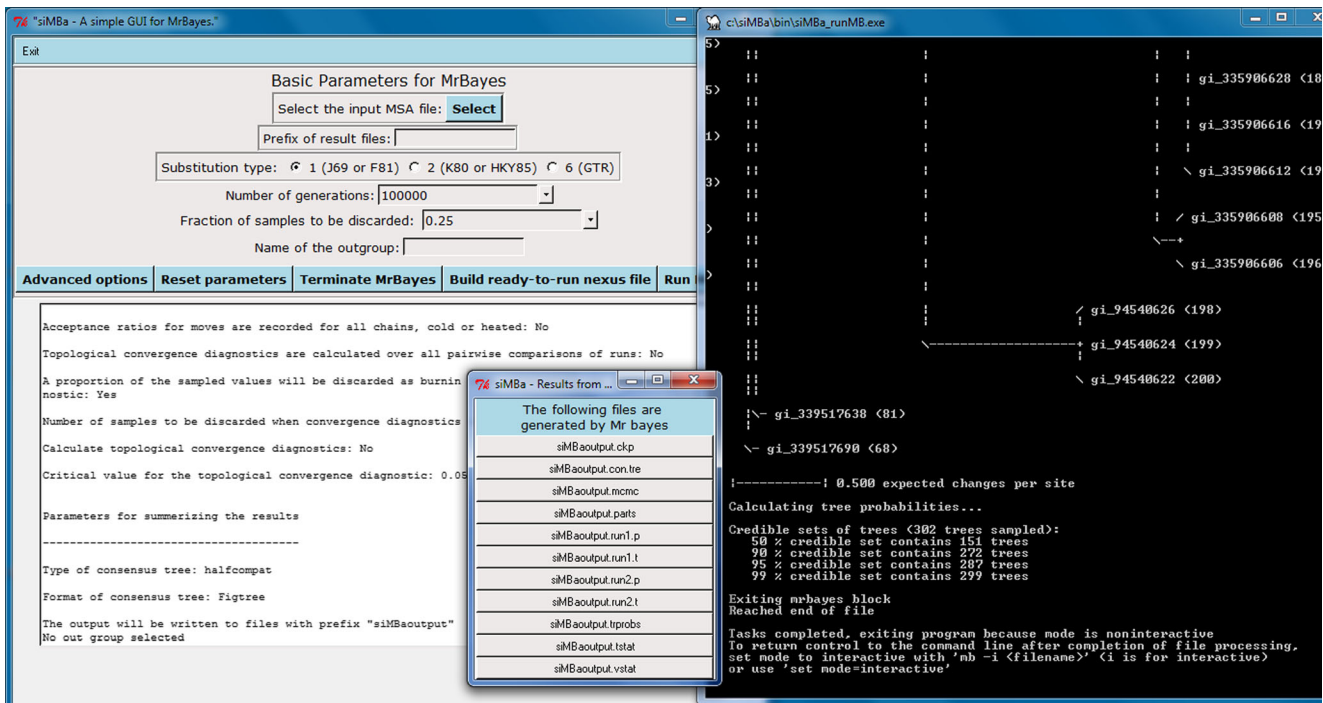 "siMBa - A simple GUI for MrBayes."
Exit
Basic Parameters for MrBayes
Select the input MSA file: Select
Prefix of result files:
Substitution type: 1 (J69 or F81) 2 (K80 or HKY85) 6 (GTR)
Number of generations: 100000
Fraction of samples to be discarded: 0.25
Name of the outgroup:
Advanced options Reset parameters Terminate MrBayes Build ready-to-run nexus file Run
Acceptance ratios for moves are recorded for all chains, cold or heated: No
Topological convergence diagnostics are calculated over all pairwise comparisons of runs: No
A proportion of the sampled values will be discarded as burnin
nostic: Yes
Number of samples to be discarded when convergence diagnostics
Calculate topological convergence diagnostics: No
Critical value for the topological convergence diagnostic: 0.05
Parameters for summerizing the results
-------------------------------------
Type of consensus tree: halfcompat
Format of consensus tree: Figtree
The output will be written to files with prefix "siMBaoutput"
No out group selected
siMBa - Results from ...
The following files are
generated by Mr bayes
siMBaoutput.ckp
siMBaoutput.con.tre
siMBaoutput.mcmc
siMBaoutput.parts
siMBaoutput.run1.p
siMBaoutput.run1.t
siMBaoutput.run2.p
siMBaoutput.run2.t
siMBaoutput.trprobs
siMBaoutput.tstat
siMBaoutput.vstat
c:\siMBa\bin\siMBa_runMB.exe
5)
gi_335906628 (18
5)
gi_335906616 (19
1)
gi_335906612 (19
3)
gi_335906608 (195
)
gi_335906606 (196
)
gi_94540626 (198)
gi_94540624 (199)
gi_94540622 (200)
gi_339517638 (81)
gi_339517690 (68)
|-----------| 0.500 expected changes per site
Calculating tree probabilities...
Credible sets of trees (302 trees sampled):
50 % credible set contains 151 trees
90 % credible set contains 272 trees
95 % credible set contains 287 trees
99 % credible set contains 299 trees
Exiting mrbayes block
Reached end of file
Tasks completed, exiting program because mode is noninteractive
To return control to the command line after completion of file processing,
set mode to interactive with 'mb -i <filename>' (i is for interactive)
or use 'set mode=interactive'